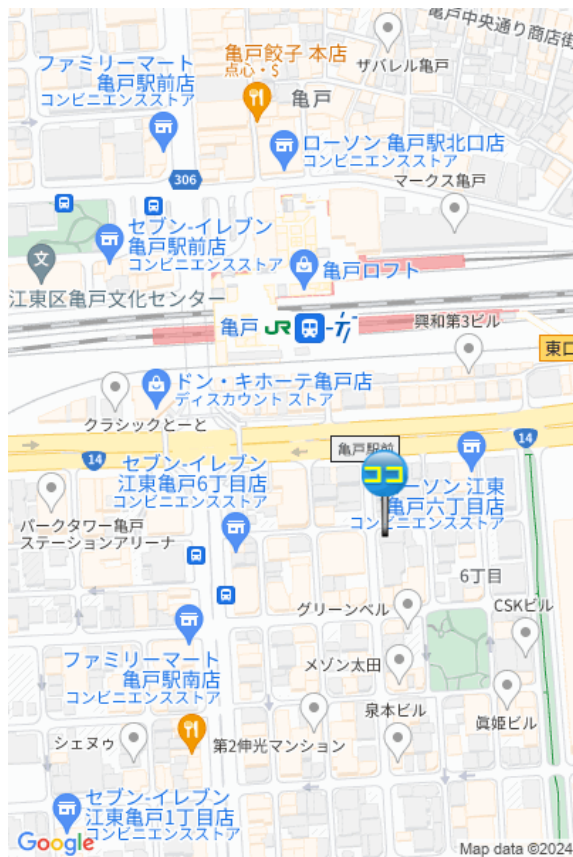 亀戸中央通り商店街
亀戸餃子 本店
点心・S
ファミリーマート
亀戸駅前店
コンビニエンスストア
ザバレル亀戸
亀戸
ローソン 亀戸駅北口店
コンビニエンスストア
306
マークス亀戸
セブン-イレブン
亀戸駅前店
コンビニエンスストア
文
亀戸ロフト
江東区亀戸文化センター
亀戸 JR
興和第3ビル
東口
ドン・キホーテ亀戸店
ディスカウント ストア
クラシックとーと
亀戸駅前
14
14
セブン-イレブン
江東亀戸6丁目店
コンビニエンスストア
ココ
ローソン 江東
亀戸六丁目店
コンビニエンスストア
パークタワー亀戸
ステーションアリーナ
6丁目
グリーンベル
CSKビル
ファミリーマート
亀戸駅南店
コンビニエンスストア
メゾン太田
泉本ビル
眞姫ビル
シェヌゥ
第2伸光マンション
セブン-イレブン
江東亀戸1丁目店
コンビニエンスストア
Google
Map data ©2024